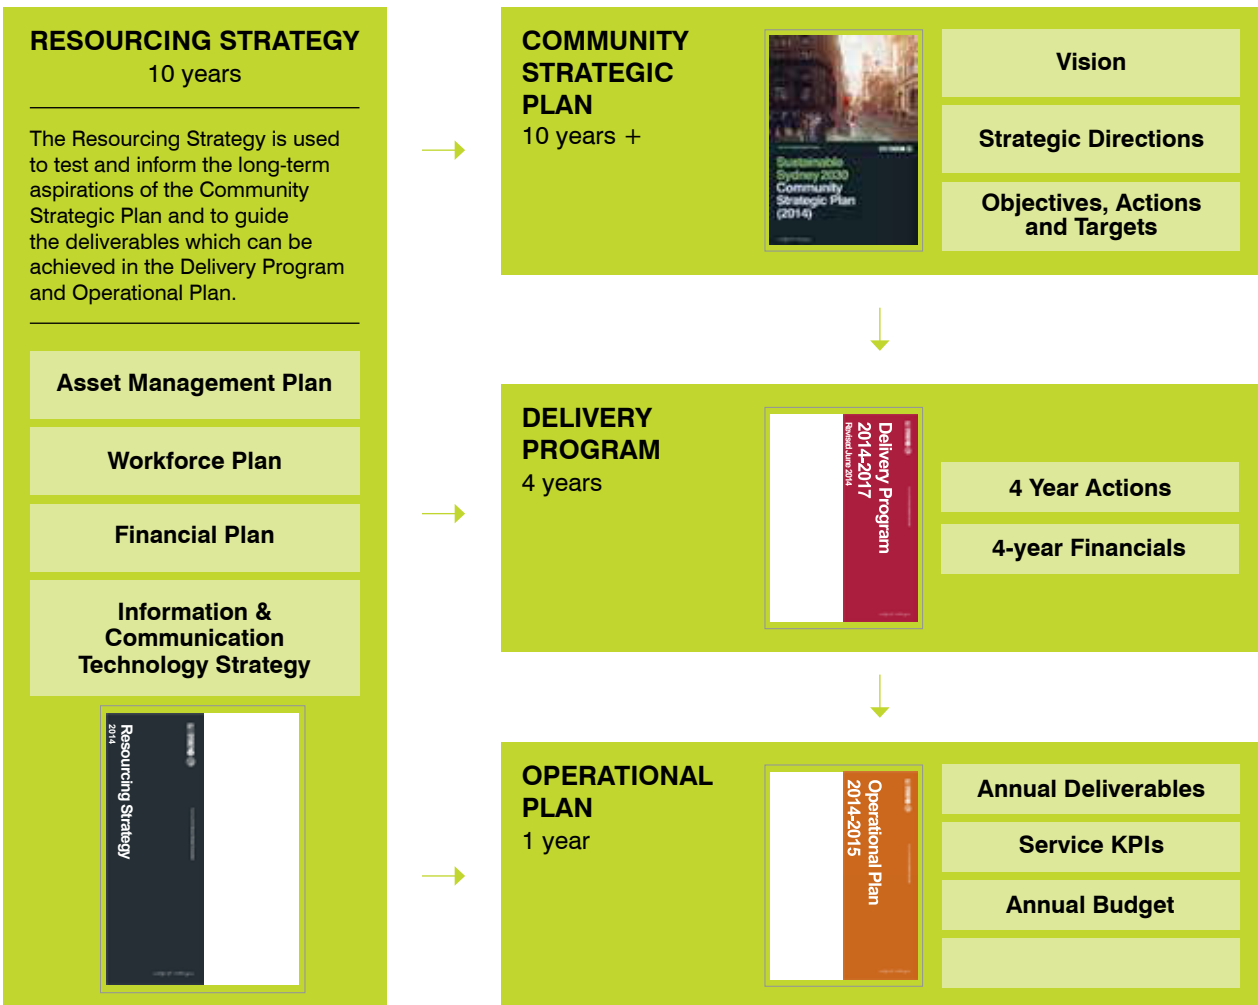 RESOURCING STRATEGY
10 years
The Resourcing Strategy is used
to test and inform the long-term
aspirations of the Community
Strategic Plan and to guide
the deliverables which can be
achieved in the Delivery Program
and Operational Plan.
Asset Management Plan
Workforce Plan
Financial Plan
Information &
Communication
Technology Strategy
Resourcing Strategy
2014
COMMUNITY
STRATEGIC
PLAN
10 years +
Sustainable
Sydney 2030
Community
Strategic Plan
(2014)
Vision
Strategic Directions
Objectives, Actions
and Targets
DELIVERY
PROGRAM
4 years
Delivery Program
2014-2017
Revised June 2014
4 Year Actions
4-year Financials
OPERATIONAL
PLAN
1 year
Operational Plan
2014-2015
Annual Deliverables
Service KPIs
Annual Budget